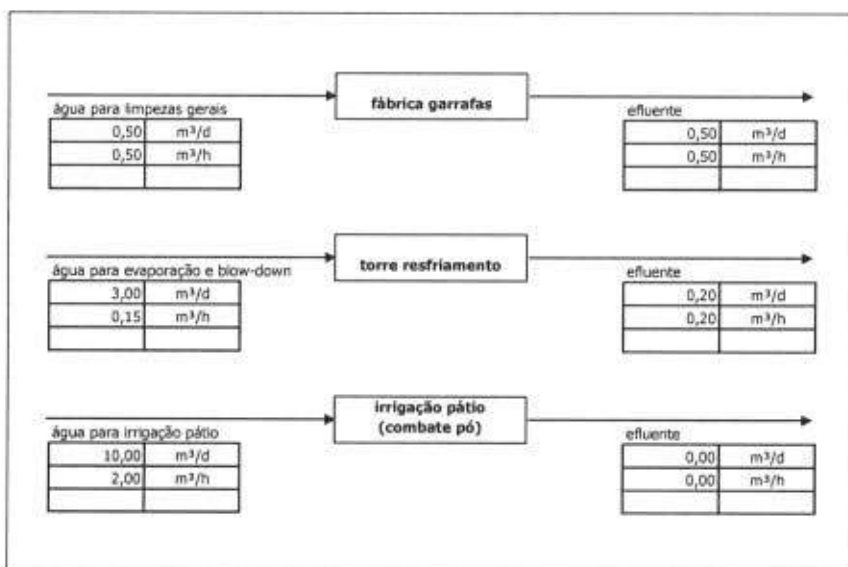 fàbrica garrafas
água para limpezas gerais
efluente
0,50 m³/d
0,50 m³/d
0,50 m³/h
0,50 m³/h
torre resfriamento
água para evaporação e blow-down
efluente
3,00 m³/d
0,20 m³/d
0,15 m³/h
0,20 m³/h
irrigação pátio
(combate pó)
água para irrigação pátio
efluente
10,00 m³/d
0,00 m³/d
2,00 m³/h
0,00 m³/h